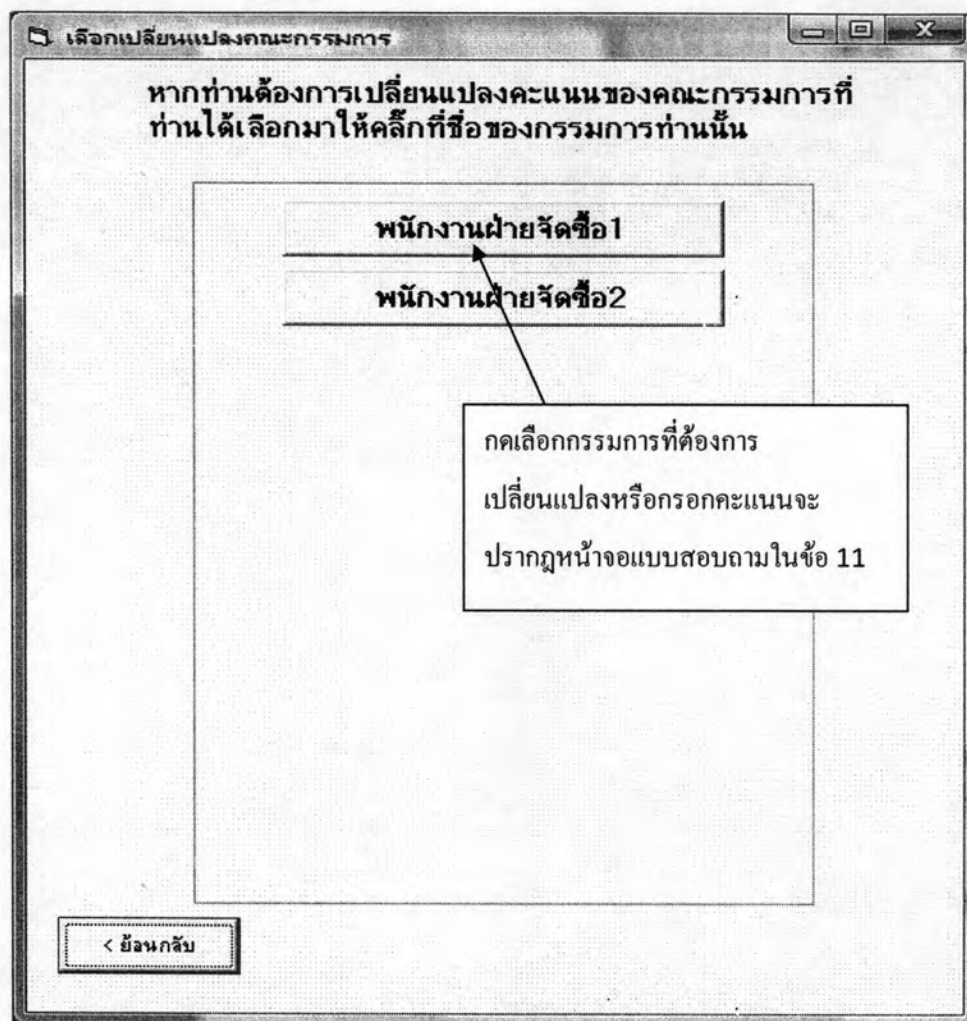 เลือกเปลี่ยนแปลงคณะกรรมการ
หากท่านต้องการเปลี่ยนแปลงคะแนนของคณะกรรมการที่
ท่านได้เลือกมาให้คลิ๊กที่ชื่อของกรรมการท่านนั้น
พนักงานฝ่ายจัดซื้อ1
พนักงานฝ่ายจัดซื้อ2
กดเลือกกรรมการที่ต้องการ
เปลี่ยนแปลงหรือกรอกคะแนนจะ
ปรากฎหน้าจอแบบสอบถามในข้อ 11
< ย้อนกลับ